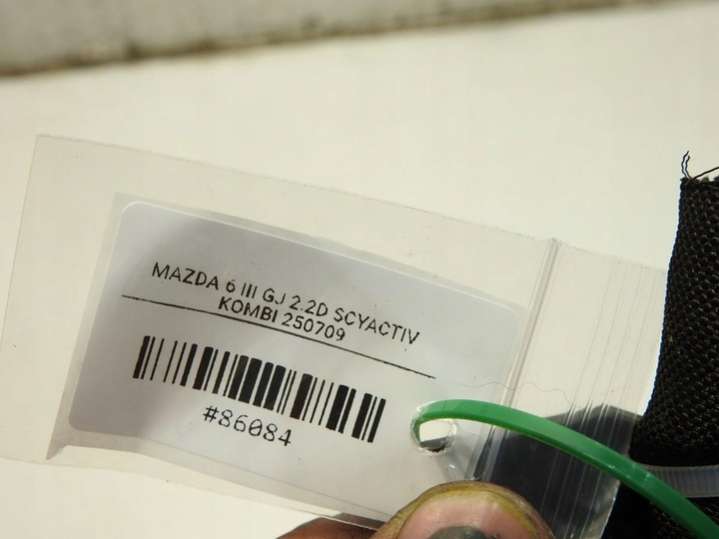 MAZDA 6 III GJ 2.2D SCYACTIV
KOMBI 250709
#86084